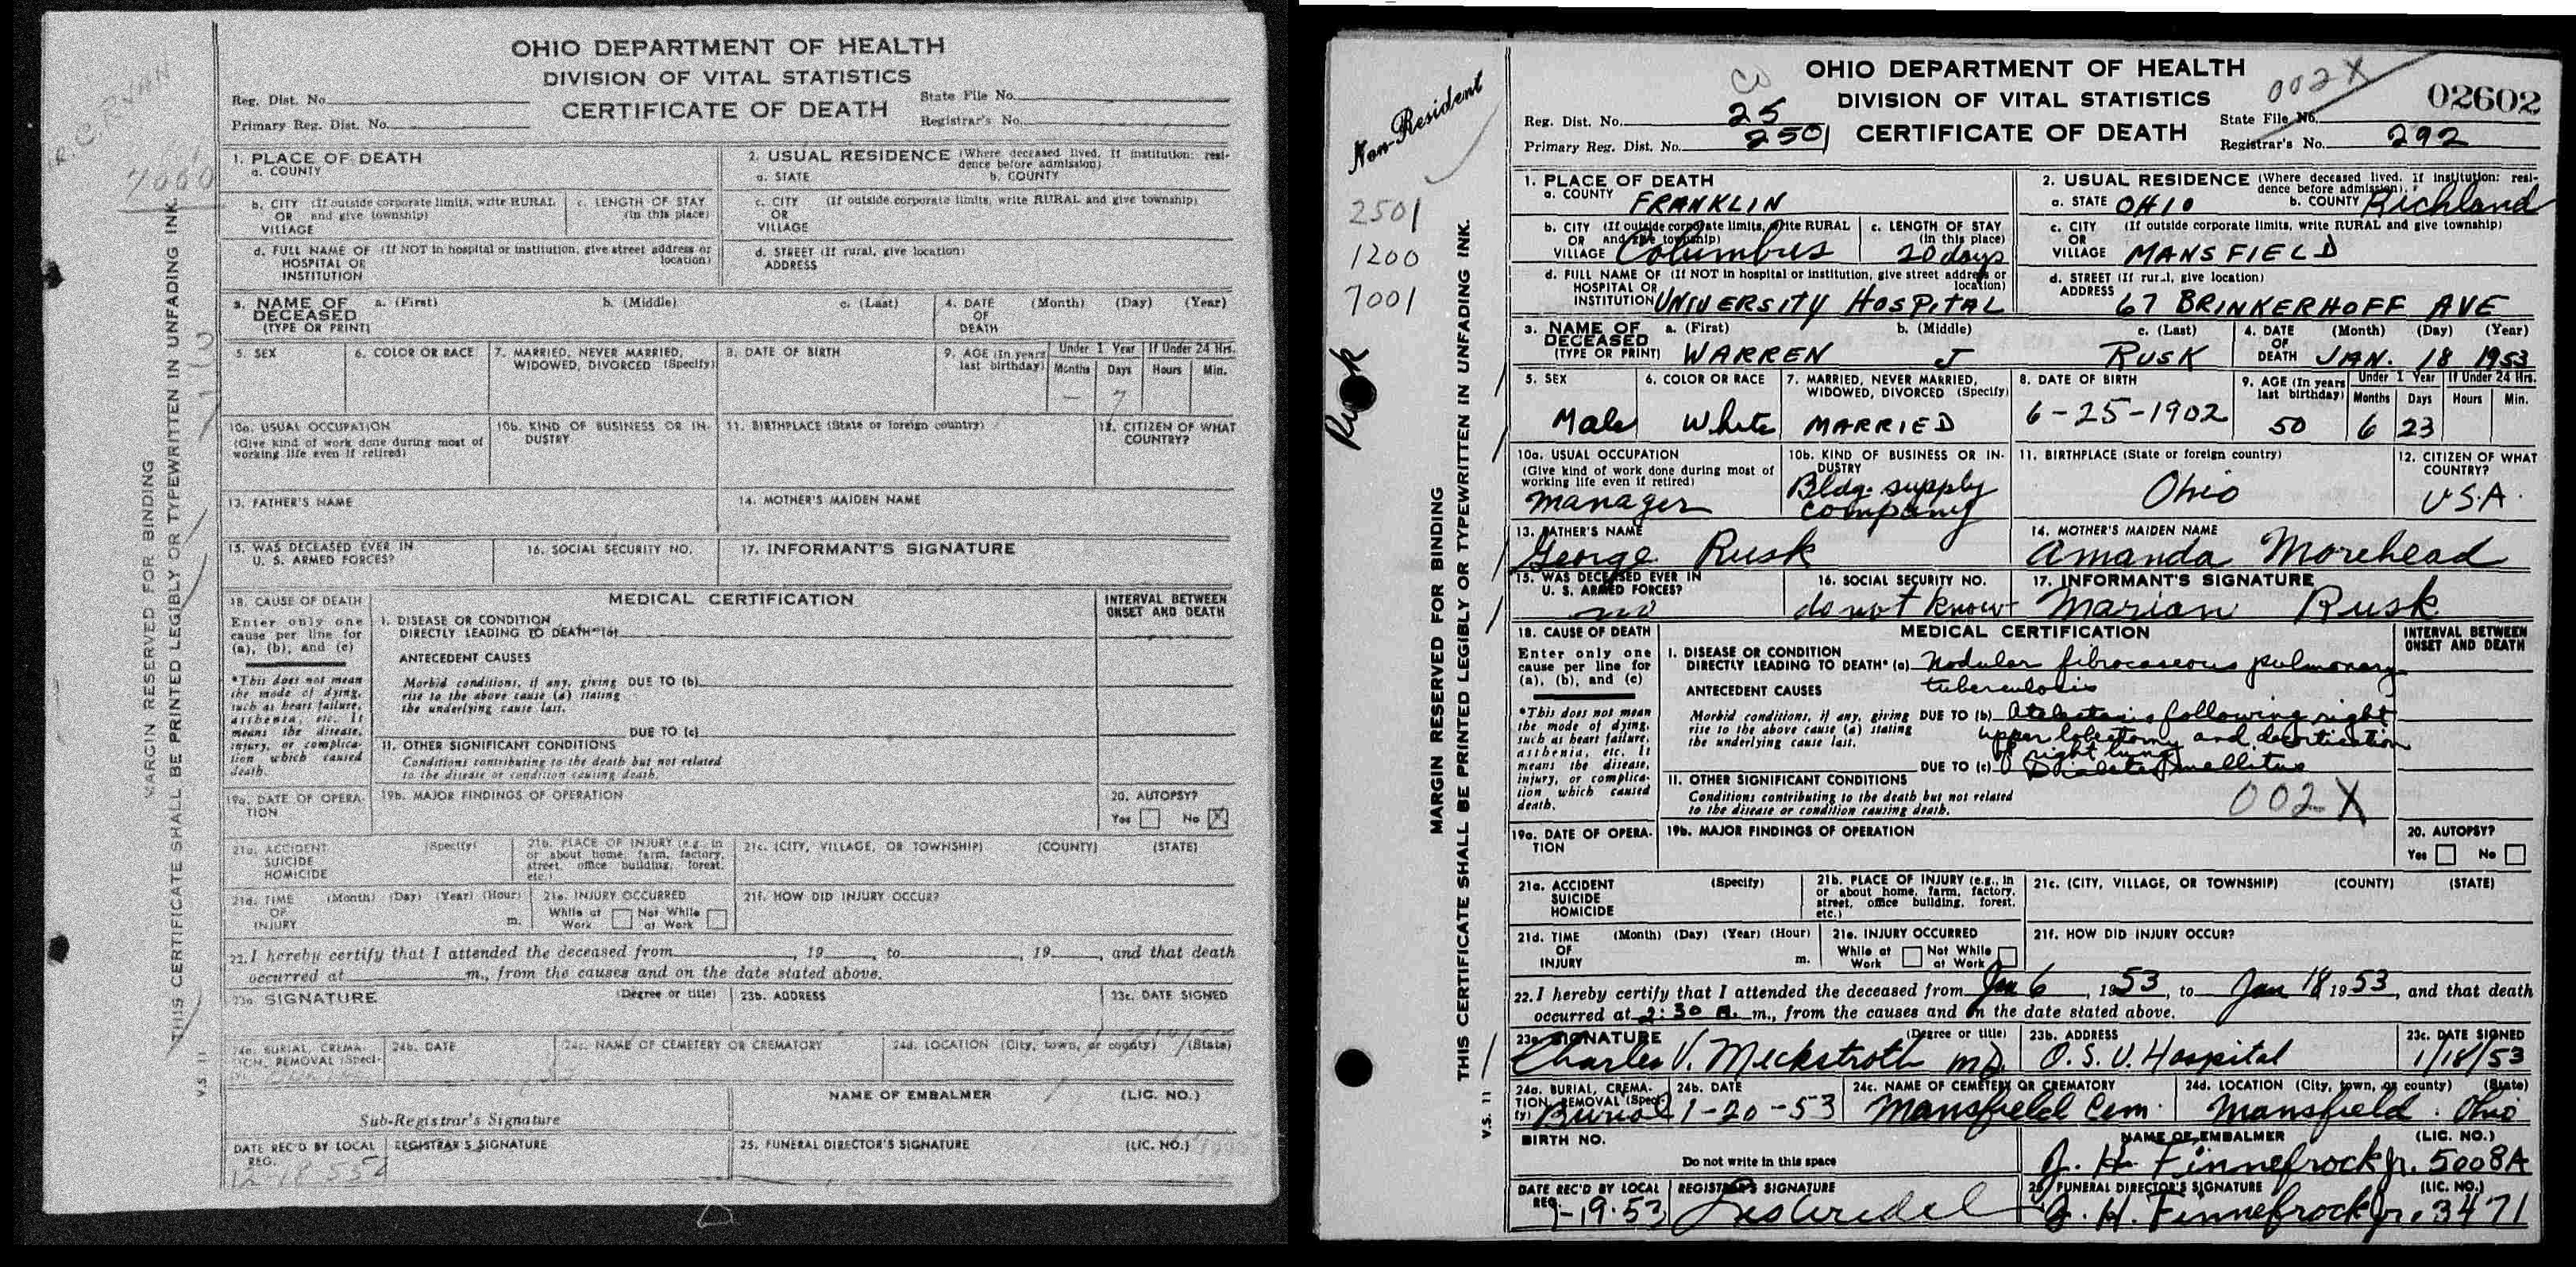 OHIO DEPARTMENT OF HEALTH
DIVISION OF VITAL STATISTICS
CERTIFICATE OF DEATH
Reg. Dist. No.
Primary Reg. Dist. No.
State File No.
Registrar's No.
7000
1. PLACE OF DEATH
a. COUNTY
2. USUAL RESIDENCE (Where deceased lived. If institution: resi-
dence before admission)
a. STATE b. COUNTY
b. CITY (If outside corporate limits, write RURAL
OR and give township)
VILLAGE
c. LENGTH OF STAY
(in this place)
c. CITY (If outside corporate limits, write RURAL and give township)
OR
VILLAGE
d. FULL NAME OF (If NOT in hospital or institution, give street address or
HOSPITAL OR location)
INSTITUTION
d. STREET (If rural, give location)
ADDRESS
3. NAME OF a. (First) b. (Middle) c. (Last)
DECEASED
(TYPE OR PRINT)
4. DATE (Month) (Day) (Year)
OF
DEATH
5. SEX
6. COLOR OR RACE
7. MARRIED, NEVER MARRIED,
WIDOWED, DIVORCED (Specify)
8. DATE OF BIRTH
9. AGE (In years
last birthday)
Under 1 Year
If Under 24 Hrs.
Months Days Hours Min.
— 7
10a. USUAL OCCUPATION
(Give kind of work done during most of
working life even if retired)
10b. KIND OF BUSINESS OR IN-
DUSTRY
11. BIRTHPLACE (State or foreign country)
12. CITIZEN OF WHAT
COUNTRY?
13. FATHER'S NAME
14. MOTHER'S MAIDEN NAME
15. WAS DECEASED EVER IN
U. S. ARMED FORCES?
16. SOCIAL SECURITY NO.
17. INFORMANT'S SIGNATURE
18. CAUSE OF DEATH
Enter only one
cause per line for
(a), (b), and (c)
*This does not mean
the mode of dying,
such as heart failure,
asthenia, etc. It
means the disease,
injury, or complica-
tion which caused
death.
MEDICAL CERTIFICATION
INTERVAL BETWEEN
ONSET AND DEATH
I. DISEASE OR CONDITION
DIRECTLY LEADING TO DEATH* (a)
ANTECEDENT CAUSES
Morbid conditions, if any, giving DUE TO (b)
rise to the above cause (a) stating
the underlying cause last.
DUE TO (c)
II. OTHER SIGNIFICANT CONDITIONS
Conditions contributing to the death but not related
to the disease or condition causing death.
19a. DATE OF OPERA-
TION
19b. MAJOR FINDINGS OF OPERATION
20. AUTOPSY?
Yes No X
21a. ACCIDENT (Specify)
SUICIDE
HOMICIDE
21b. PLACE OF INJURY (e.g., in
or about home, farm, factory,
street, office building, forest,
etc.)
21c. (CITY, VILLAGE, OR TOWNSHIP) (COUNTY) (STATE)
21d. TIME (Month) (Day) (Year) (Hour)
OF
INJURY m.
21e. INJURY OCCURRED
While at Not While
Work at Work
21f. HOW DID INJURY OCCUR?
22. I hereby certify that I attended the deceased from , 19 , to , 19 , and that death
occurred at m., from the causes and on the date stated above.
23a. SIGNATURE (Degree or title)
23b. ADDRESS
23c. DATE SIGNED
24a. BURIAL, CREMA-
TION, REMOVAL (Speci-
24b. DATE
24c. NAME OF CEMETERY OR CREMATORY
24d. LOCATION (City, town, or county) (State)
Sub-Registrar's Signature
NAME OF EMBALMER (LIC. NO.)
DATE REC'D BY LOCAL
REG.
REGISTRAR'S SIGNATURE
25. FUNERAL DIRECTOR'S SIGNATURE (LIC. NO.)
MARGIN RESERVED FOR BINDING
THIS CERTIFICATE SHALL BE PRINTED LEGIBLY OR TYPEWRITTEN IN UNFADING INK.
V.S. 11
OHIO DEPARTMENT OF HEALTH
DIVISION OF VITAL STATISTICS
CERTIFICATE OF DEATH
Non-Resident
002X
02602
Reg. Dist. No. 25
Primary Reg. Dist. No. 2501
State File No.
Registrar's No. 292
2501
1200
7001
Rusk
1. PLACE OF DEATH
a. COUNTY FRANKLIN
2. USUAL RESIDENCE (Where deceased lived. If institution: resi-
dence before admission).
a. STATE OHIO b. COUNTY Richland
b. CITY (If outside corporate limits, write RURAL
OR and give township)
VILLAGE Columbus
c. LENGTH OF STAY
(in this place)
20 days
c. CITY (If outside corporate limits, write RURAL and give township)
OR
VILLAGE MANSFIELD
d. FULL NAME OF (If NOT in hospital or institution, give street address or
HOSPITAL OR location)
INSTITUTION UNIVERSITY HOSPITAL
d. STREET (If rural, give location)
ADDRESS 67 BRINKERHOFF AVE
3. NAME OF a. (First) b. (Middle) c. (Last)
DECEASED
(TYPE OR PRINT) WARREN J RUSK
4. DATE (Month) (Day) (Year)
OF
DEATH JAN. 18 1953
5. SEX
Male
6. COLOR OR RACE
White
7. MARRIED, NEVER MARRIED,
WIDOWED, DIVORCED (Specify)
MARRIED
8. DATE OF BIRTH
6-25-1902
9. AGE (In years
last birthday)
50
Under 1 Year
If Under 24 Hrs.
Months Days Hours Min.
6 23
10a. USUAL OCCUPATION
(Give kind of work done during most of
working life even if retired)
manager
10b. KIND OF BUSINESS OR IN-
DUSTRY
Bldg. supply
company
11. BIRTHPLACE (State or foreign country)
Ohio
12. CITIZEN OF WHAT
COUNTRY?
U.S.A.
13. FATHER'S NAME
George Rusk
14. MOTHER'S MAIDEN NAME
Amanda Morehead
15. WAS DECEASED EVER IN
U. S. ARMED FORCES?
no
16. SOCIAL SECURITY NO.
do not know
17. INFORMANT'S SIGNATURE
Marian Rusk
18. CAUSE OF DEATH
Enter only one
cause per line for
(a), (b), and (c)
*This does not mean
the mode of dying,
such as heart failure,
asthenia, etc. It
means the disease,
injury, or complica-
tion which caused
death.
MEDICAL CERTIFICATION
INTERVAL BETWEEN
ONSET AND DEATH
I. DISEASE OR CONDITION
DIRECTLY LEADING TO DEATH* (a) Nodular fibrocaseous pulmonary
tuberculosis
ANTECEDENT CAUSES
Morbid conditions, if any, giving DUE TO (b) Atelectasis following right
rise to the above cause (a) stating upper lobectomy and decortication
the underlying cause last. of right lung
DUE TO (c) Diabetes mellitus
II. OTHER SIGNIFICANT CONDITIONS
Conditions contributing to the death but not related
to the disease or condition causing death.
002X
19a. DATE OF OPERA-
TION
19b. MAJOR FINDINGS OF OPERATION
20. AUTOPSY?
Yes No
21a. ACCIDENT (Specify)
SUICIDE
HOMICIDE
21b. PLACE OF INJURY (e.g., in
or about home, farm, factory,
street, office building, forest,
etc.)
21c. (CITY, VILLAGE, OR TOWNSHIP) (COUNTY) (STATE)
21d. TIME (Month) (Day) (Year) (Hour)
OF
INJURY m.
21e. INJURY OCCURRED
While at Not While
Work at Work
21f. HOW DID INJURY OCCUR?
22. I hereby certify that I attended the deceased from Jan 6, 1953, to Jan 18 1953, and that death
occurred at 2:30 A. m., from the causes and on the date stated above.
23a. SIGNATURE (Degree or title)
Charles V. Meckstroth MD.
23b. ADDRESS
O.S.U. Hospital
23c. DATE SIGNED
1/18/53
24a. BURIAL, CREMA-
TION, REMOVAL (Speci-
fy) Burial
24b. DATE
1-20-53
24c. NAME OF CEMETERY OR CREMATORY
Mansfield Cem.
24d. LOCATION (City, town, or county) (State)
Mansfield. Ohio
BIRTH NO.
Do not write in this space
NAME OF EMBALMER (LIC. NO.)
J. H. Finnefrock Jr. 5008A
DATE REC'D BY LOCAL
REG.
1-19-53
REGISTRAR'S SIGNATURE
25. FUNERAL DIRECTOR'S SIGNATURE (LIC. NO.)
J. H. Finnefrock Jr. 3471
MARGIN RESERVED FOR BINDING
THIS CERTIFICATE SHALL BE PRINTED LEGIBLY OR TYPEWRITTEN IN UNFADING INK.
V.S. 11